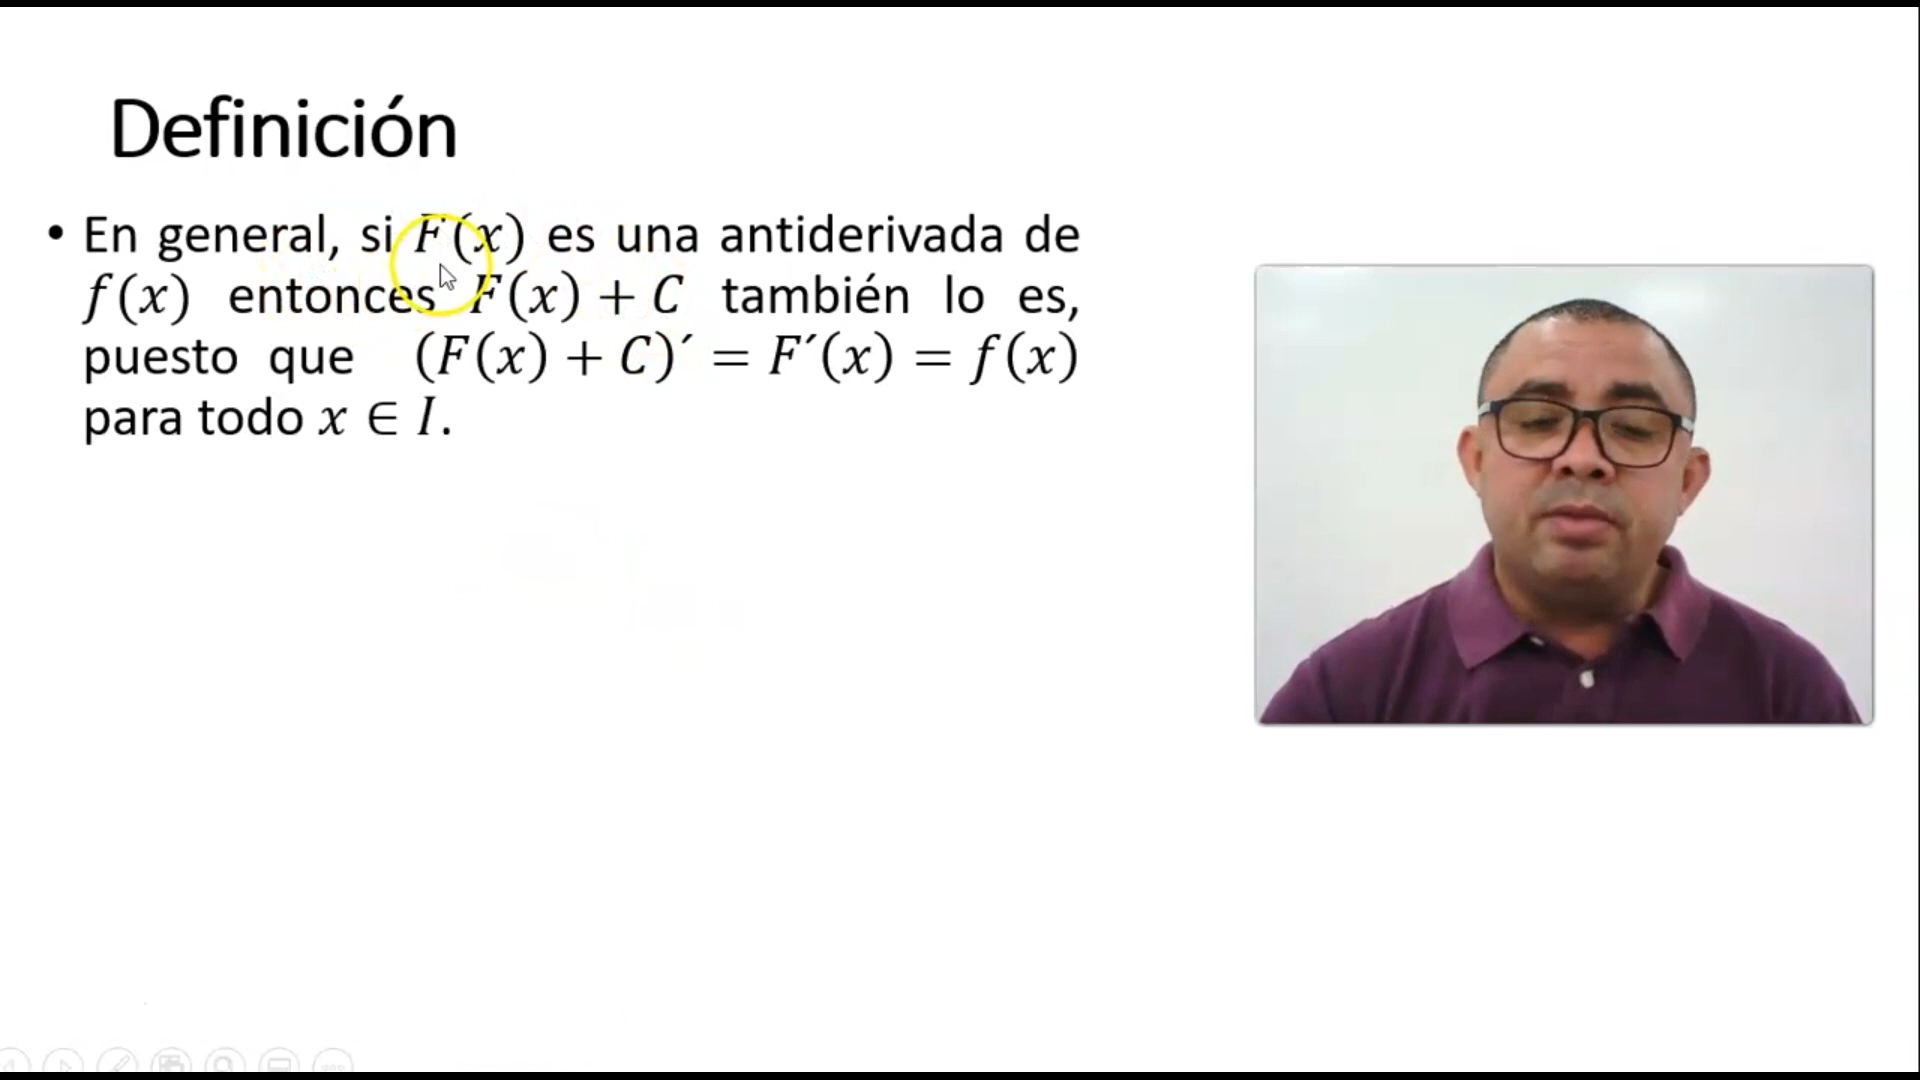 Definición
• En general, si F(x) es una antiderivada de
f(x) entonces F(x) + C también lo es,
puesto que (F(x) + C)´ = F´(x) = f(x)
para todo x ∈ I.